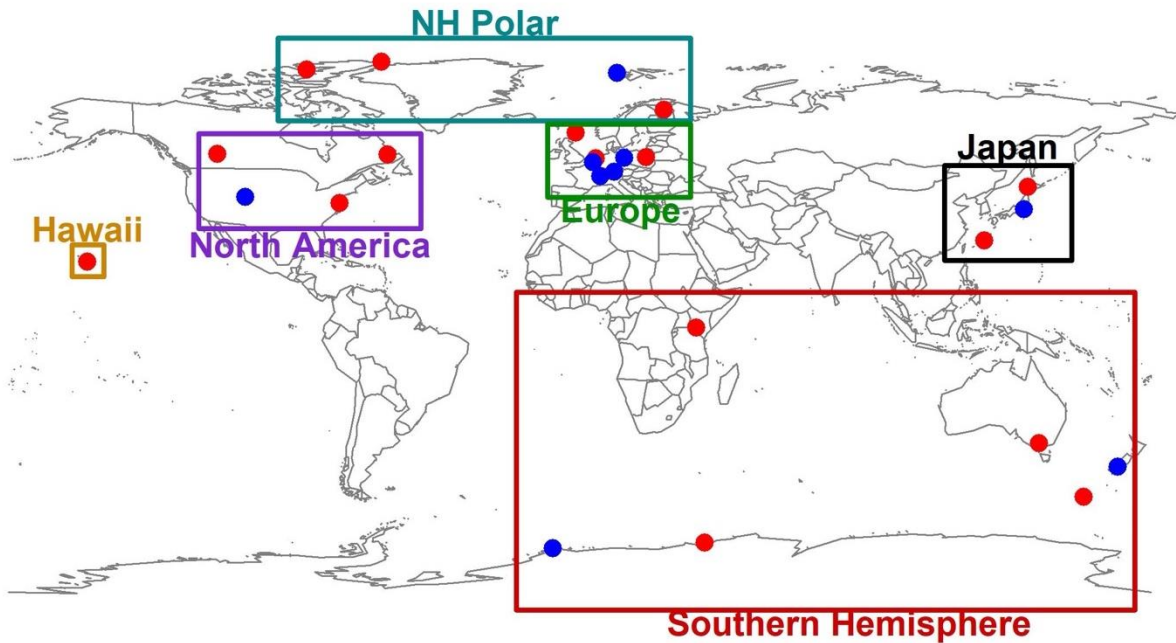 NH Polar
Japan
Europe
Hawaii
North America
Southern Hemisphere